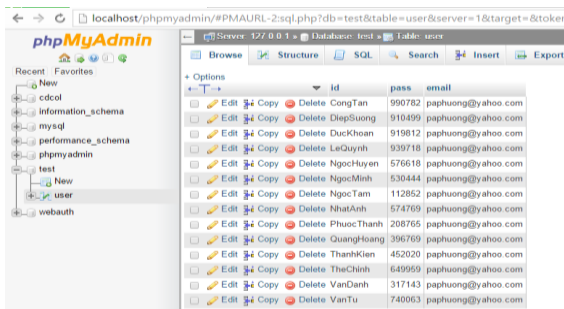 localhost/phpmyadmin/#PMAURL-2:sql.php?db=test&table=user&server=1&target=&token
phpMyAdmin
Recent Favorites
New
cdcol
information_schema
mysql
performance_schema
phpmyadmin
test
New
user
webauth
Server: 127.0.0.1 » Database: test » Table: user
Browse Structure SQL Search Insert Export
+ Options
←T→ id pass email
Edit Copy Delete CongTan 990782 paphuong@yahoo.com
Edit Copy Delete DiepSuong 910499 paphuong@yahoo.com
Edit Copy Delete DucKhoan 919812 paphuong@yahoo.com
Edit Copy Delete LeQuynh 939718 paphuong@yahoo.com
Edit Copy Delete NgocHuyen 576618 paphuong@yahoo.com
Edit Copy Delete NgocMinh 530444 paphuong@yahoo.com
Edit Copy Delete NgocTam 112852 paphuong@yahoo.com
Edit Copy Delete NhatAnh 574769 paphuong@yahoo.com
Edit Copy Delete PhuocThanh 208765 paphuong@yahoo.com
Edit Copy Delete QuangHoang 396769 paphuong@yahoo.com
Edit Copy Delete ThanhKien 452020 paphuong@yahoo.com
Edit Copy Delete TheChinh 649959 paphuong@yahoo.com
Edit Copy Delete VanDanh 317143 paphuong@yahoo.com
Edit Copy Delete VanTu 740063 paphuong@yahoo.com